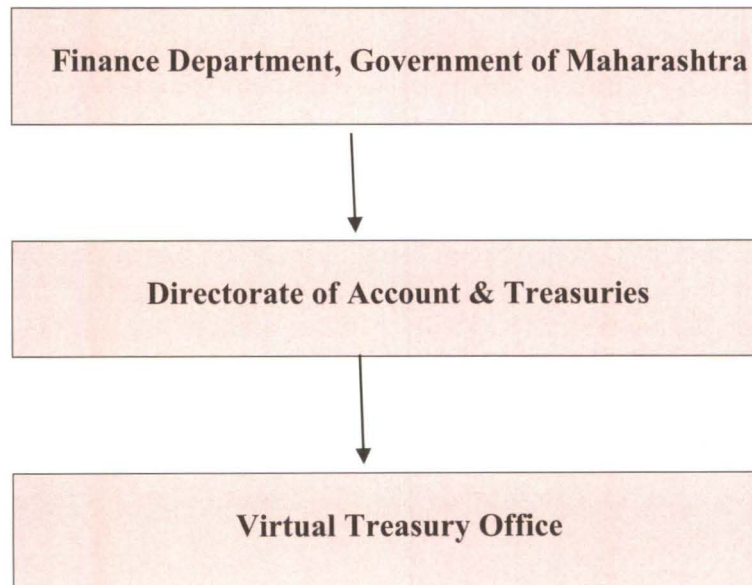 Finance Department, Government of Maharashtra
Directorate of Account & Treasuries
Virtual Treasury Office